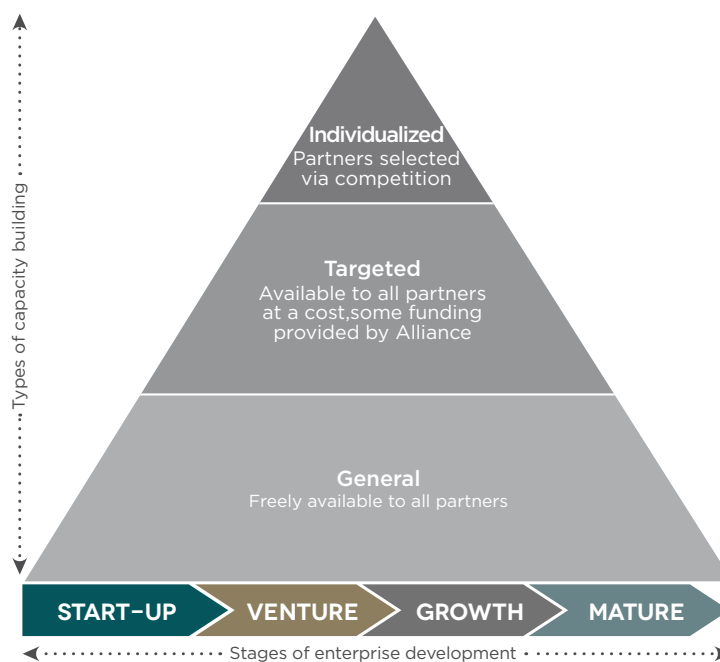 Individualized
Partners selected
via competition
Targeted
Available to all partners
at a cost,some funding
provided by Alliance
General
Freely available to all partners
Types of capacity building
START-UP
VENTURE
GROWTH
MATURE
Stages of enterprise development